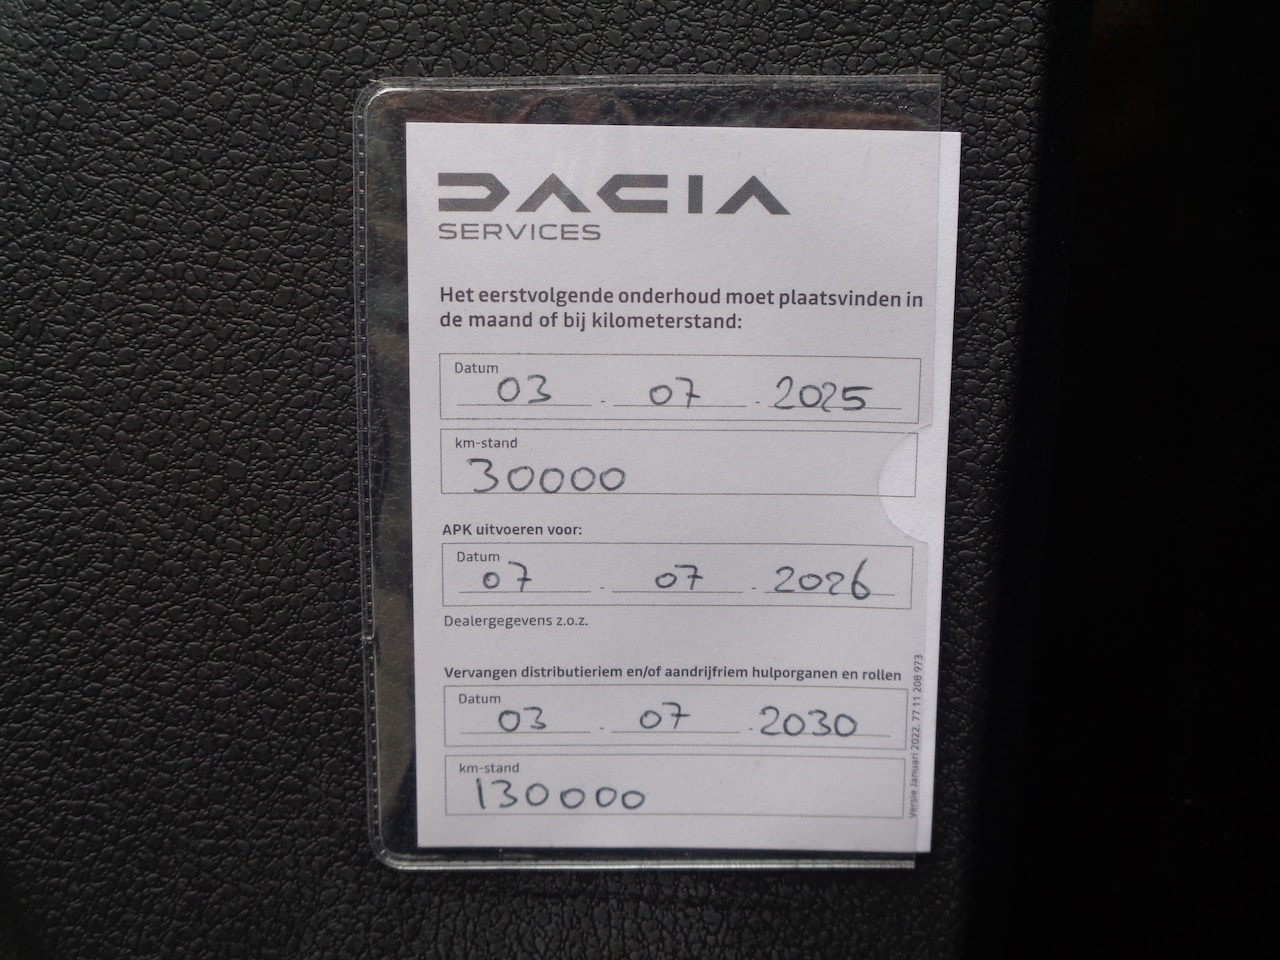 DACIA
SERVICES
Het eerstvolgende onderhoud moet plaatsvinden in
de maand of bij kilometerstand:
Datum
03 - 07 - 2025
km-stand
30000
APK uitvoeren voor:
Datum
07 - 07 - 2026
Dealergegevens z.o.z.
Vervangen distributieriem en/of aandrijfriem hulporganen en rollen
Datum
03 - 07 - 2030
km-stand
130000
Versie Januari 2022, 77 11 208 973